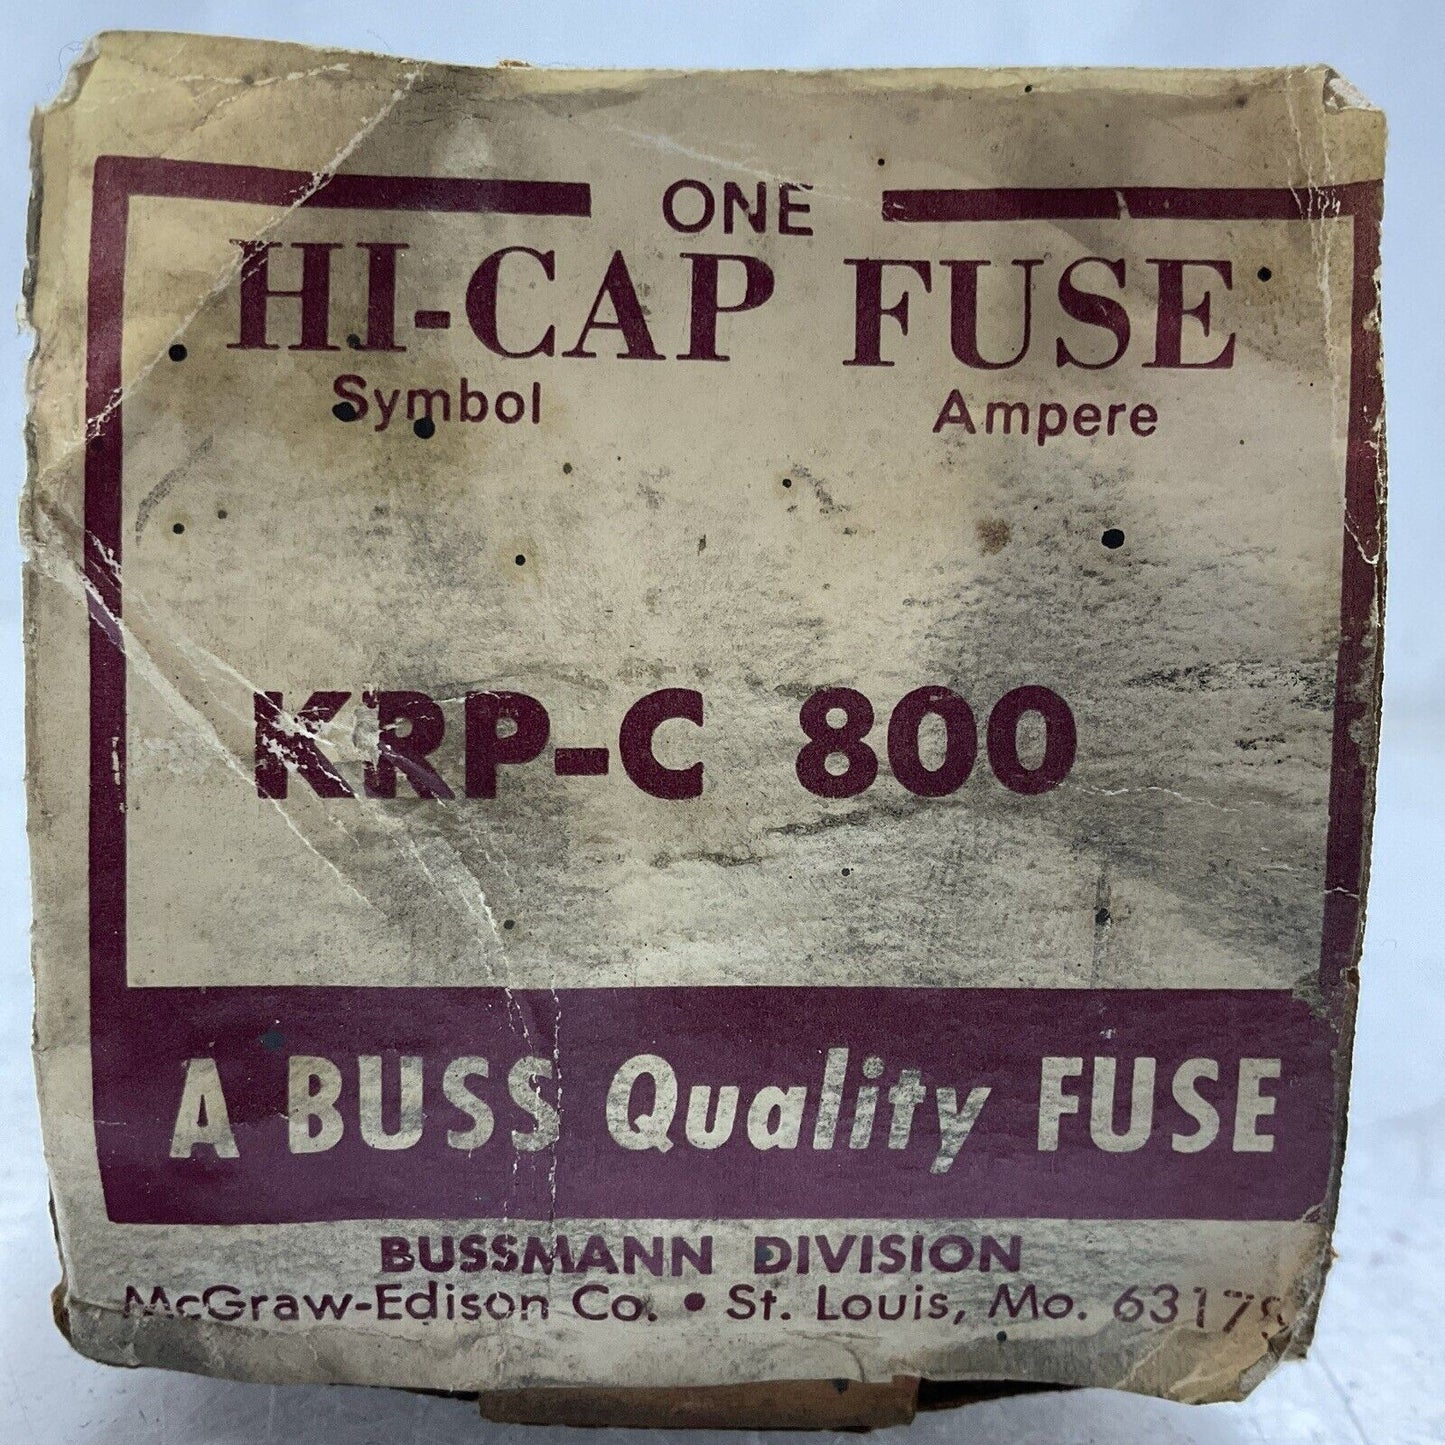 ONE
HI-CAP FUSE
Symbol Ampere
KRP-C 800
A BUSS Quality FUSE
BUSSMANN DIVISION
McGraw-Edison Co. • St. Louis, Mo. 63178